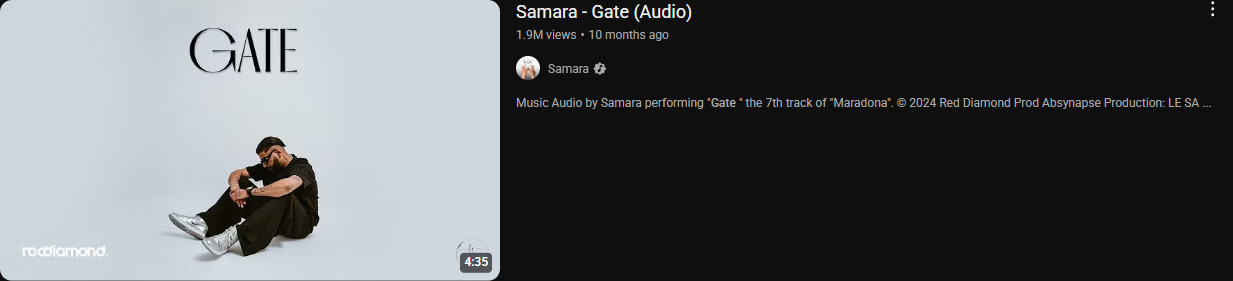 GATE
reddiamond.
4:35
Samara - Gate (Audio)
1.9M views • 10 months ago
Samara
Music Audio by Samara performing "Gate " the 7th track of "Maradona". © 2024 Red Diamond Prod Absynapse Production: LE SA ...